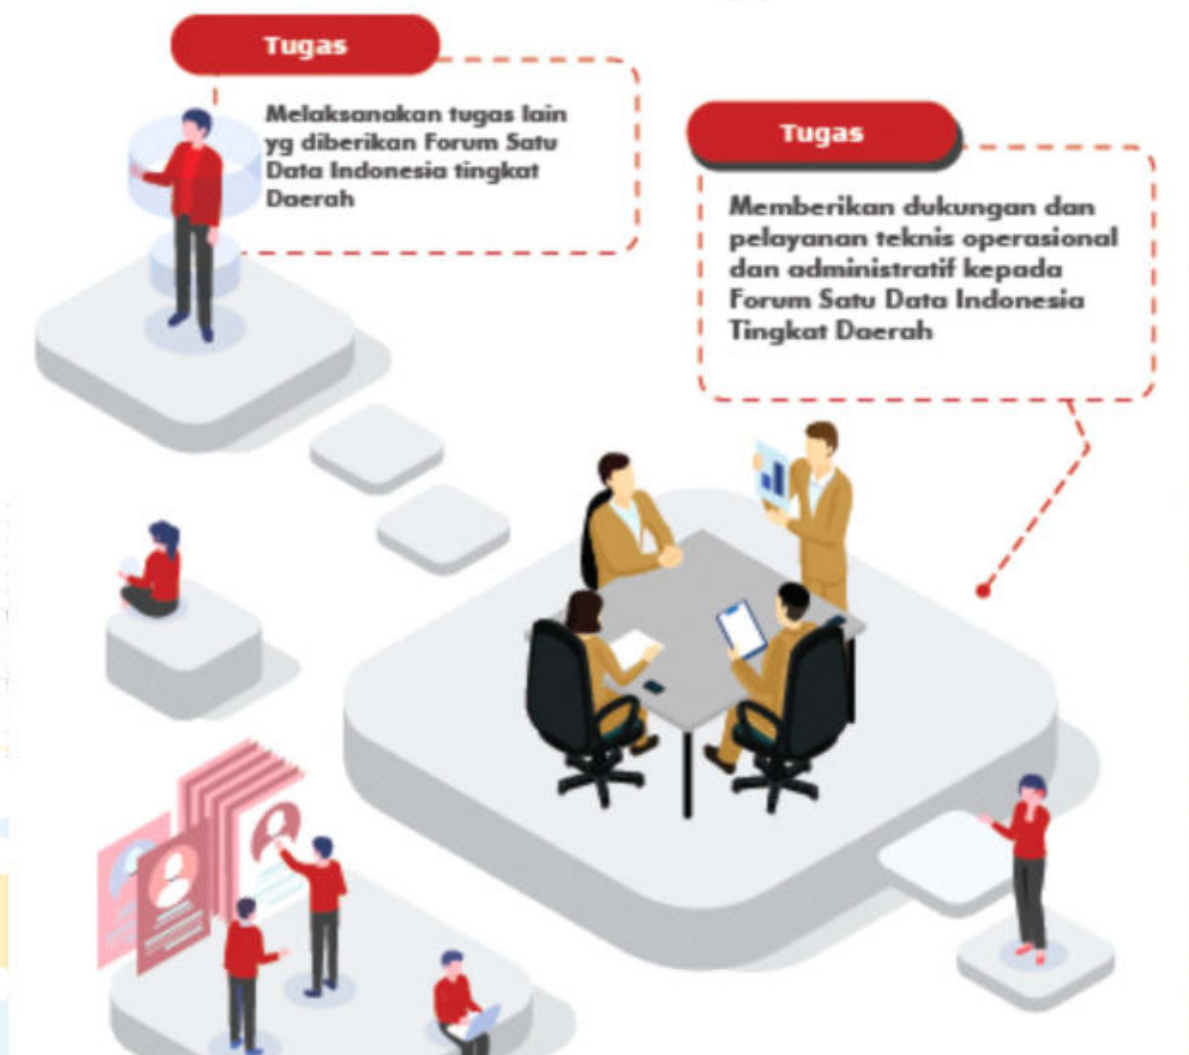 Tugas
Melaksanakan tugas lain
yg diberikan Forum Satu
Data Indonesia tingkat
Daerah
Tugas
Memberikan dukungan dan
pelayanan teknis operasional
dan administratif kepada
Forum Satu Data Indonesia
Tingkat Daerah